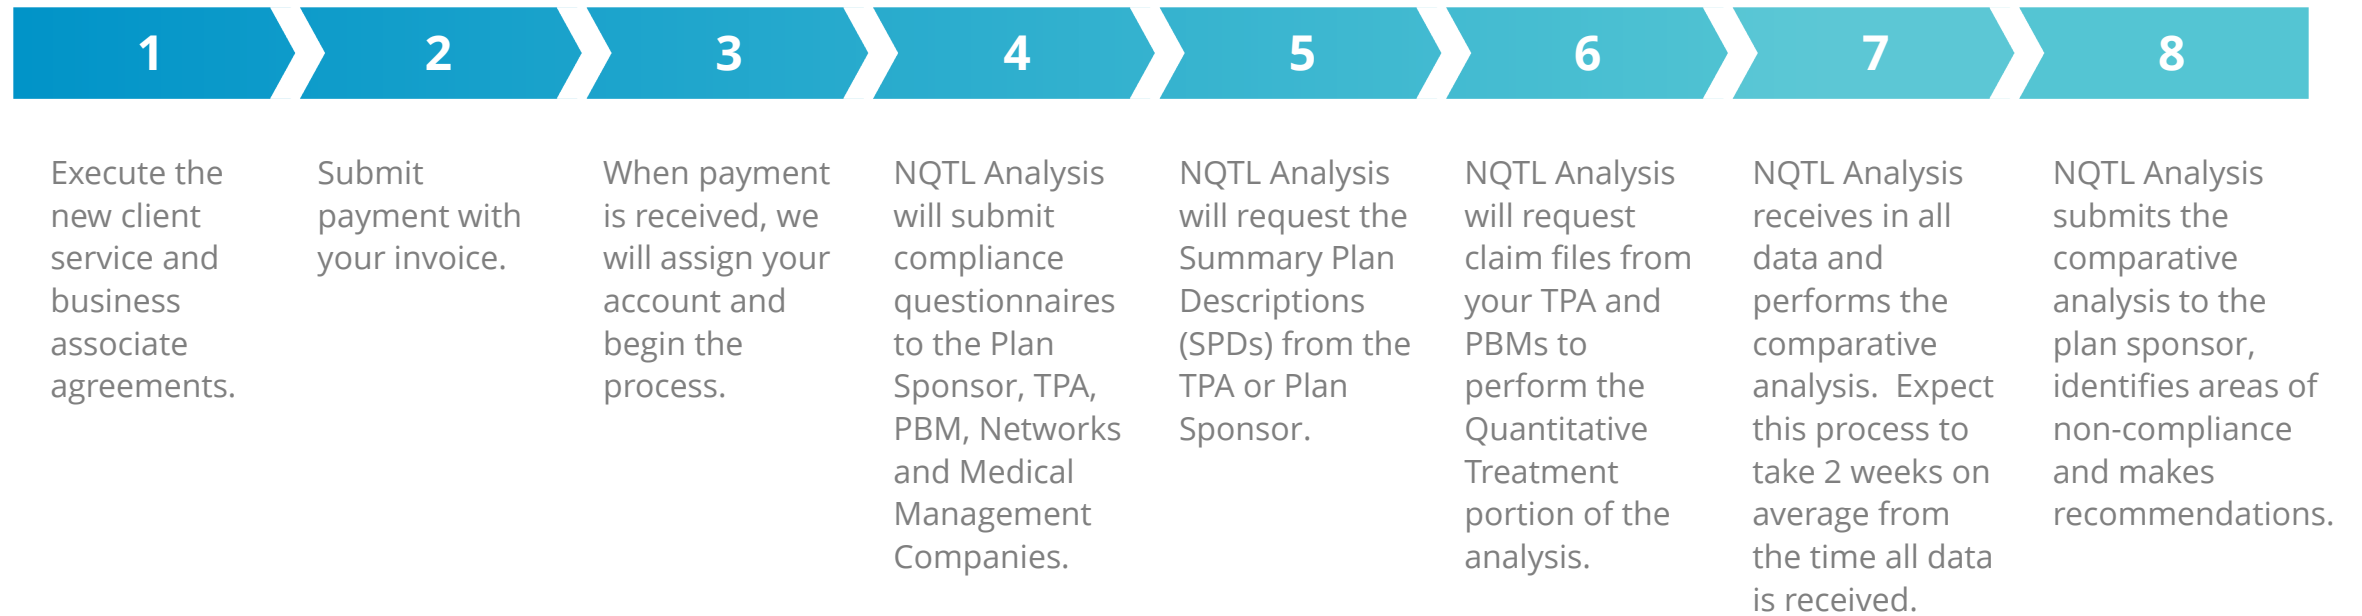 1
2
3
4
5
6
7
8
Execute the
new client
service and
business
associate
agreements.
Submit
payment with
your invoice.
When payment
is received, we
will assign your
account and
begin the
process.
NQTL Analysis
will submit
compliance
questionnaires
to the Plan
Sponsor, TPA,
PBM, Networks
and Medical
Management
Companies.
NQTL Analysis
will request the
Summary Plan
Descriptions
(SPDs) from the
TPA or Plan
Sponsor.
NQTL Analysis
will request
claim files from
your TPA and
PBMs to
perform the
Quantitative
Treatment
portion of the
analysis.
NQTL Analysis
receives in all
data and
performs the
comparative
analysis.  Expect
this process to
take 2 weeks on
average from
the time all data
is received.
NQTL Analysis
submits the
comparative
analysis to the
plan sponsor,
identifies areas of
non-compliance
and makes
recommendations.